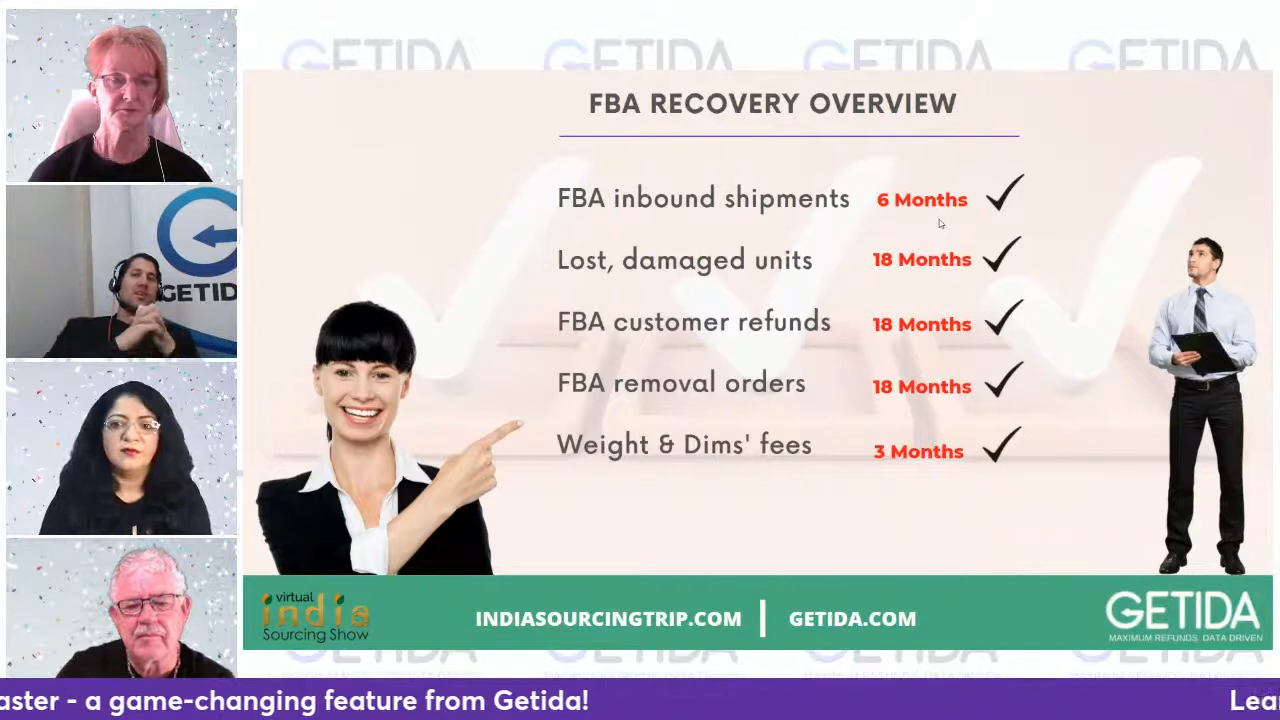 GETIDA GETIDA GETIDA GETIDA
FBA RECOVERY OVERVIEW
FBA inbound shipments 6 Months
Lost, damaged units 18 Months
FBA customer refunds 18 Months
FBA removal orders 18 Months
Weight & Dims' fees 3 Months
GETID
virtual
india
Sourcing Show
INDIASOURCINGTRIP.COM | GETIDA.COM
GETIDA
MAXIMUM REFUNDS. DATA DRIVEN
aster - a game-changing feature from Getida!
Lea